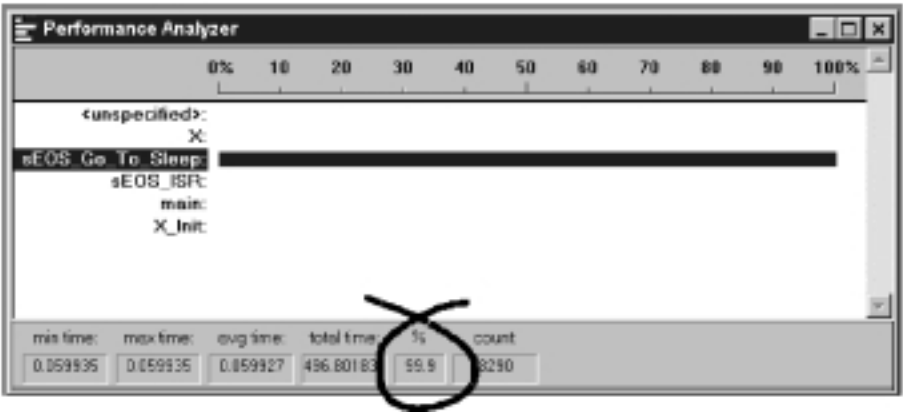 Performance Analyzer
0% 10 20 30 40 50 60 70 80 90 100%
<unspecified>:
X:
sEOS_Go_To_Sleep:
sEOS_ISR:
main:
X_Init:
min time: max time: avg time: total time: % count
0.059935 0.059935 0.059927 496.80183 99.9 8290